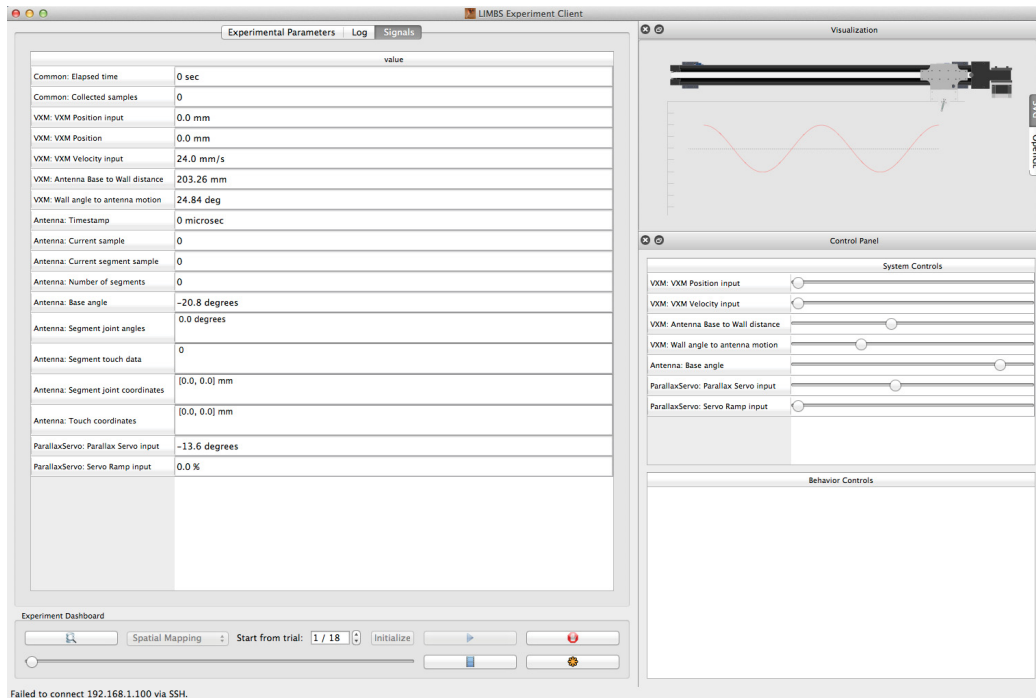 LIMBS Experiment Client
Experimental Parameters Log Signals
value
Common: Elapsed time 0 sec
Common: Collected samples 0
VXM: VXM Position input 0.0 mm
VXM: VXM Position 0.0 mm
VXM: VXM Velocity input 24.0 mm/s
VXM: Antenna Base to Wall distance 203.26 mm
VXM: Wall angle to antenna motion 24.84 deg
Antenna: Timestamp 0 microsec
Antenna: Current sample 0
Antenna: Current segment sample 0
Antenna: Number of segments 0
Antenna: Base angle -20.8 degrees
Antenna: Segment joint angles 0.0 degrees
Antenna: Segment touch data 0
Antenna: Segment joint coordinates [0.0, 0.0] mm
Antenna: Touch coordinates [0.0, 0.0] mm
ParallaxServo: Parallax Servo input -13.6 degrees
ParallaxServo: Servo Ramp input 0.0 %
Experiment Dashboard
Spatial Mapping Start from trial: 1 / 18 Initialize
Failed to connect 192.168.1.100 via SSH.
Visualization
Control Panel
System Controls
VXM: VXM Position input
VXM: VXM Velocity input
VXM: Antenna Base to Wall distance
VXM: Wall angle to antenna motion
Antenna: Base angle
ParallaxServo: Parallax Servo input
ParallaxServo: Servo Ramp input
Behavior Controls